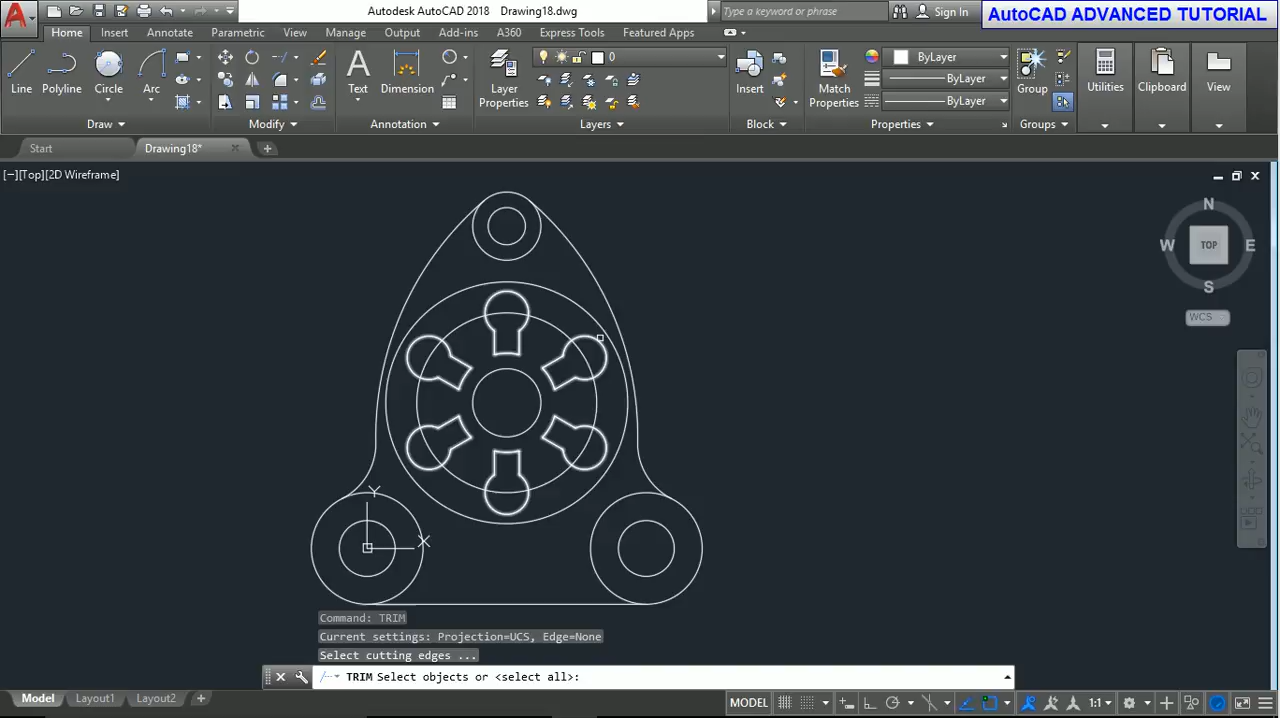 Autodesk AutoCAD 2018 Drawing18.dwg
Type a keyword or phrase
Sign In
AutoCAD ADVANCED TUTORIAL
Home Insert Annotate Parametric View Manage Output Add-ins A360 Express Tools Featured Apps
Line
Polyline
Circle
Arc
Text
Dimension
Layer
Properties
0
Insert
Match
Properties
ByLayer
ByLayer
ByLayer
Group
Utilities
Clipboard
View
Draw
Modify
Annotation
Layers
Block
Properties
Groups
Start
Drawing18*
[−][Top][2D Wireframe]
N
W
TOP
E
S
WCS
Y
X
Command: TRIM
Current settings: Projection=UCS, Edge=None
Select cutting edges ...
TRIM Select objects or <select all>:
Model Layout1 Layout2
MODEL
1:1